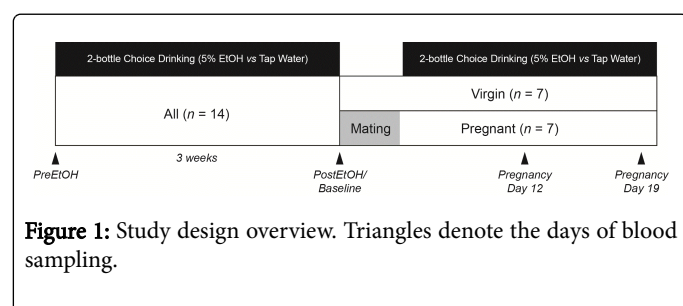 2-bottle Choice Drinking (5% EtOH vs Tap Water)
2-bottle Choice Drinking (5% EtOH vs Tap Water)
All (n = 14)
Virgin (n = 7)
Mating
Pregnant (n = 7)
3 weeks
PreEtOH
PostEtOH/
Baseline
Pregnancy
Day 12
Pregnancy
Day 19
Figure 1: Study design overview. Triangles denote the days of blood
sampling.